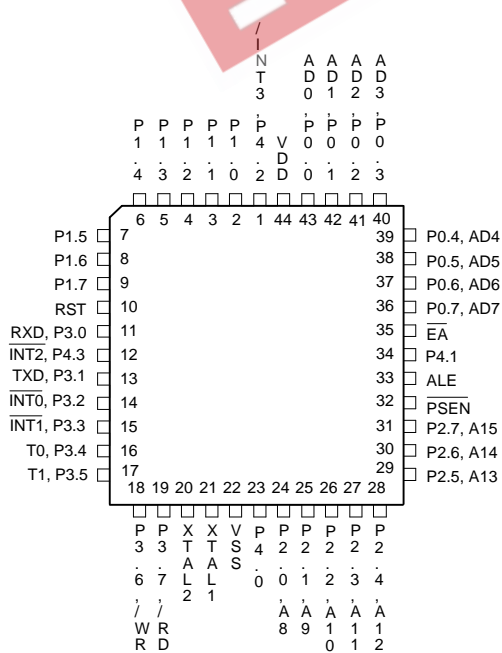 P1.4
P1.3
P1.2
P1.1
P1.0
/INT3, P4.2
VDD
AD0, P0.0
AD1, P0.1
AD2, P0.2
AD3, P0.3
6 5 4 3 2 1 44 43 42 41 40
P1.5 7
P1.6 8
P1.7 9
RST 10
RXD, P3.0 11
INT2, P4.3 12
TXD, P3.1 13
INT0, P3.2 14
INT1, P3.3 15
T0, P3.4 16
T1, P3.5 17
39 P0.4, AD4
38 P0.5, AD5
37 P0.6, AD6
36 P0.7, AD7
35 EA
34 P4.1
33 ALE
32 PSEN
31 P2.7, A15
30 P2.6, A14
29 P2.5, A13
18 19 20 21 22 23 24 25 26 27 28
P3.6, /WR
P3.7, /RD
XTAL2
XTAL1
VSS
P4.0
P2.0, A8
P2.1, A9
P2.2, A10
P2.3, A11
P2.4, A12